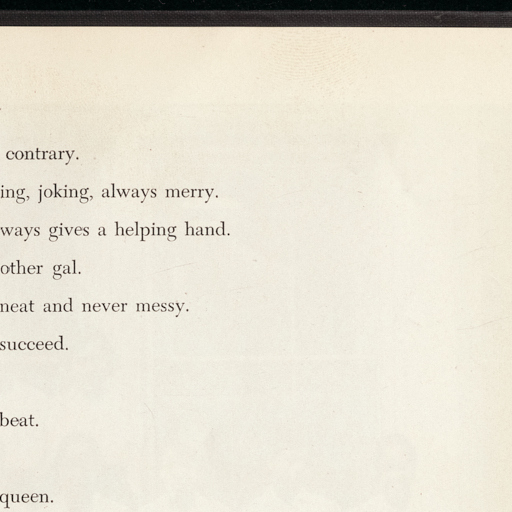 contrary.
ing, joking, always merry.
ways gives a helping hand.
other gal.
neat and never messy.
succeed.
beat.
queen.